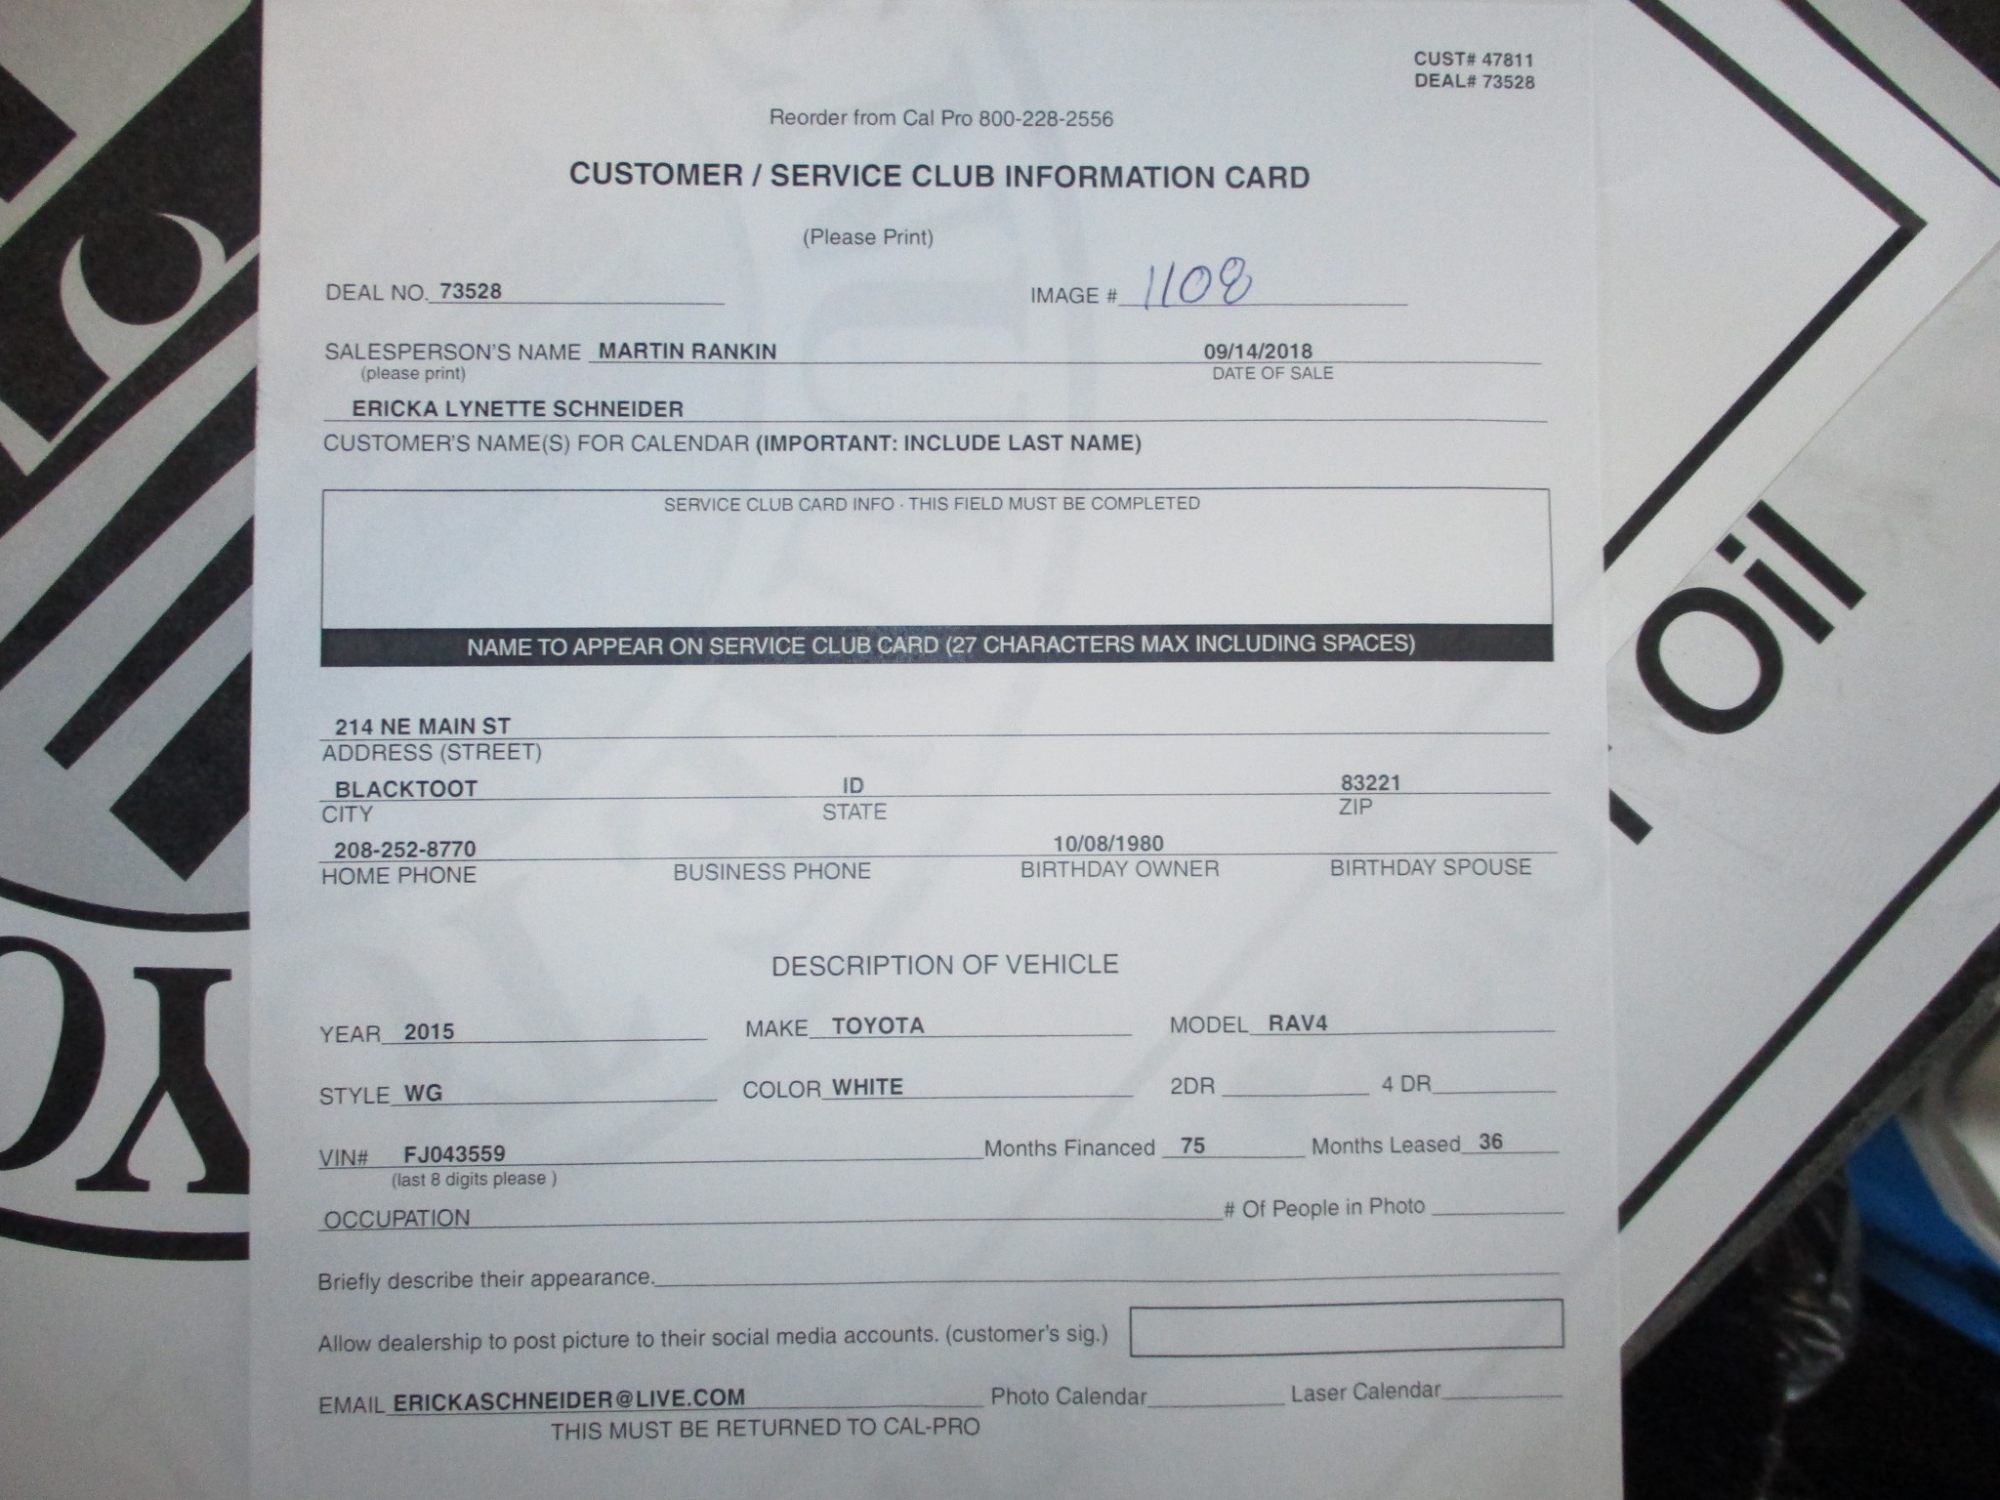 CUST# 47811
DEAL# 73528
Reorder from Cal Pro 800-228-2556
CUSTOMER / SERVICE CLUB INFORMATION CARD
(Please Print)
DEAL NO. 73528 IMAGE # 1108
SALESPERSON'S NAME MARTIN RANKIN 09/14/2018
(please print) DATE OF SALE
ERICKA LYNETTE SCHNEIDER
CUSTOMER'S NAME(S) FOR CALENDAR (IMPORTANT: INCLUDE LAST NAME)
SERVICE CLUB CARD INFO - THIS FIELD MUST BE COMPLETED
NAME TO APPEAR ON SERVICE CLUB CARD (27 CHARACTERS MAX INCLUDING SPACES)
214 NE MAIN ST
ADDRESS (STREET)
BLACKTOOT ID 83221
CITY STATE ZIP
208-252-8770 10/08/1980
HOME PHONE BUSINESS PHONE BIRTHDAY OWNER BIRTHDAY SPOUSE
DESCRIPTION OF VEHICLE
YEAR 2015 MAKE TOYOTA MODEL RAV4
STYLE WG COLOR WHITE 2DR 4 DR
VIN# FJ043559 Months Financed 75 Months Leased 36
(last 8 digits please )
OCCUPATION # Of People in Photo
Briefly describe their appearance.
Allow dealership to post picture to their social media accounts. (customer's sig.)
EMAIL ERICKASCHNEIDER@LIVE.COM Photo Calendar Laser Calendar
THIS MUST BE RETURNED TO CAL-PRO
Oil